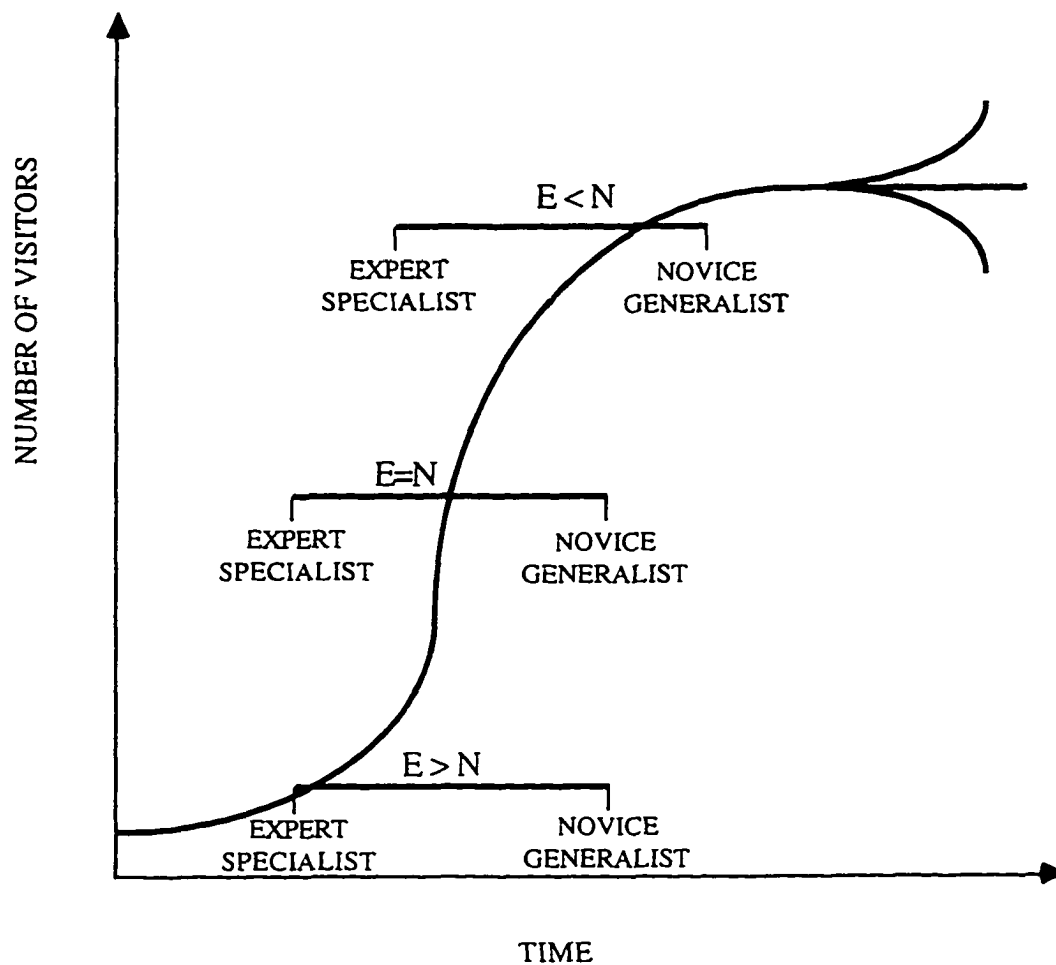 NUMBER OF VISITORS
E < N
EXPERT
SPECIALIST
NOVICE
GENERALIST
E=N
EXPERT
SPECIALIST
NOVICE
GENERALIST
E > N
EXPERT
SPECIALIST
NOVICE
GENERALIST
TIME